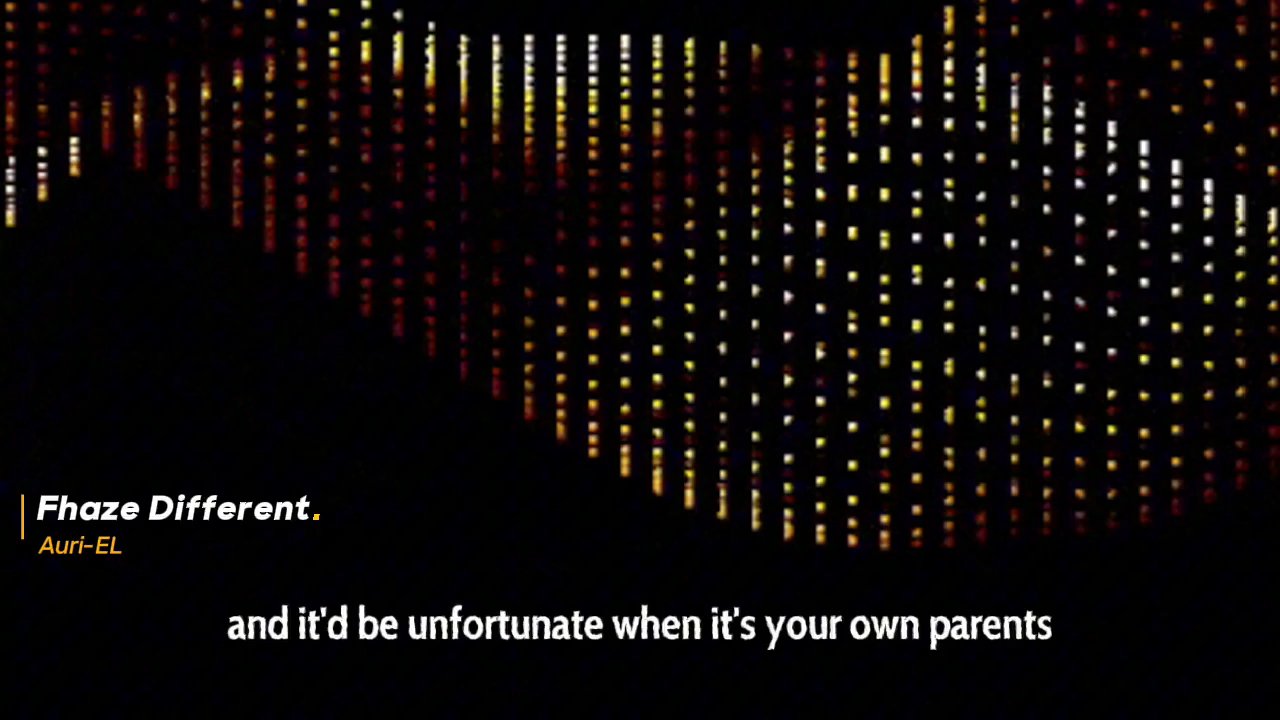 Fhaze Different.
Auri-EL
and it'd be unfortunate when it's your own parents